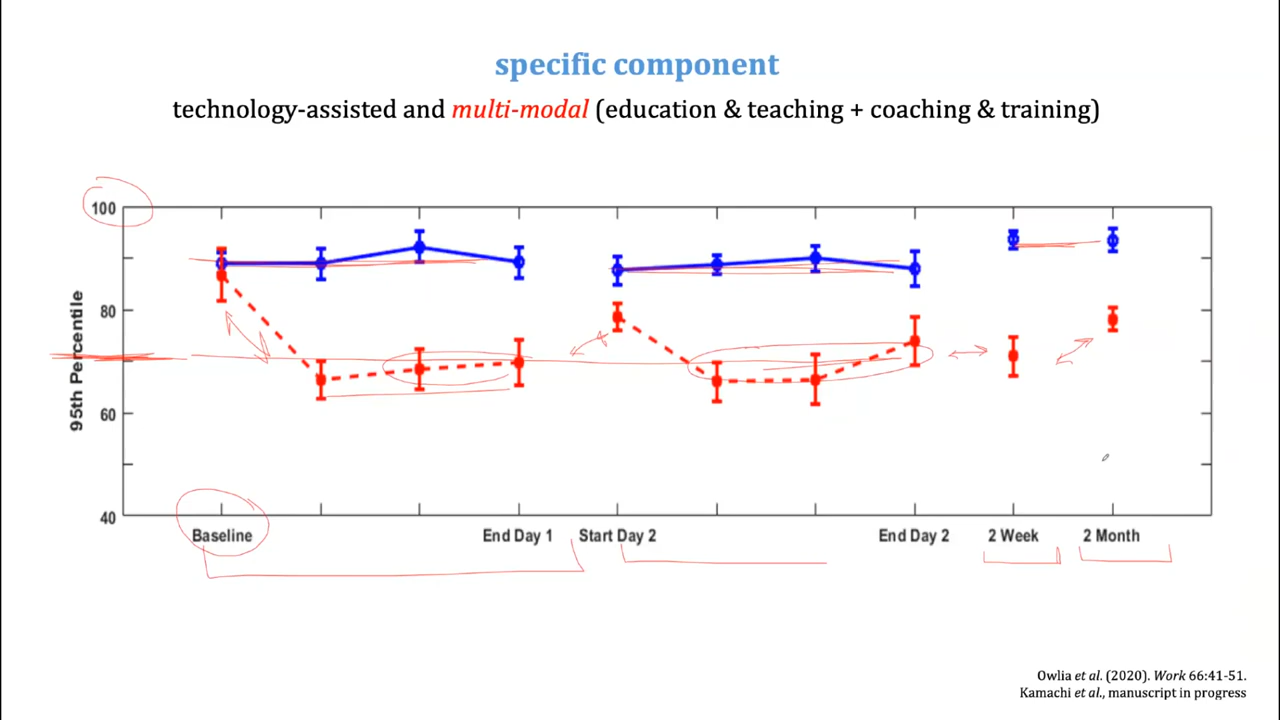 specific component
technology-assisted and multi-modal (education & teaching + coaching & training)
95th Percentile
100
80
60
40
Baseline
End Day 1
Start Day 2
End Day 2
2 Week
2 Month
Owlia et al. (2020). Work 66:41-51.
Kamachi et al., manuscript in progress